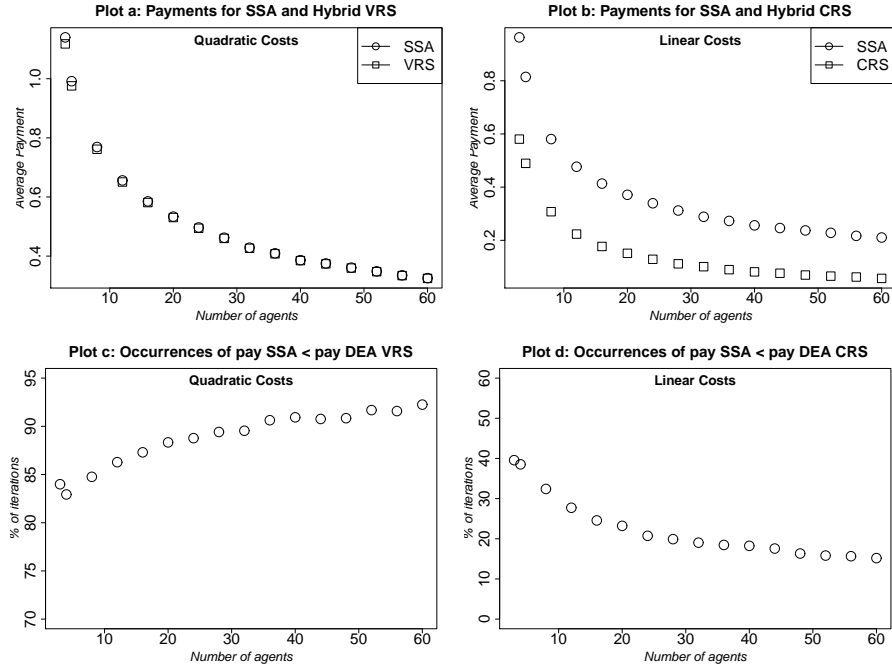 Plot a: Payments for SSA and Hybrid VRS
Quadratic Costs
SSA
VRS
Average Payment
1.0
0.8
0.6
0.4
10 20 30 40 50 60
Number of agents
Plot b: Payments for SSA and Hybrid CRS
Linear Costs
SSA
CRS
Average Payment
0.8
0.6
0.4
0.2
10 20 30 40 50 60
Number of agents
Plot c: Occurrences of pay SSA < pay DEA VRS
Quadratic Costs
% of iterations
95
90
85
80
75
70
10 20 30 40 50 60
Number of agents
Plot d: Occurrences of pay SSA < pay DEA CRS
Linear Costs
% of iterations
60
50
40
30
20
10
0
10 20 30 40 50 60
Number of agents